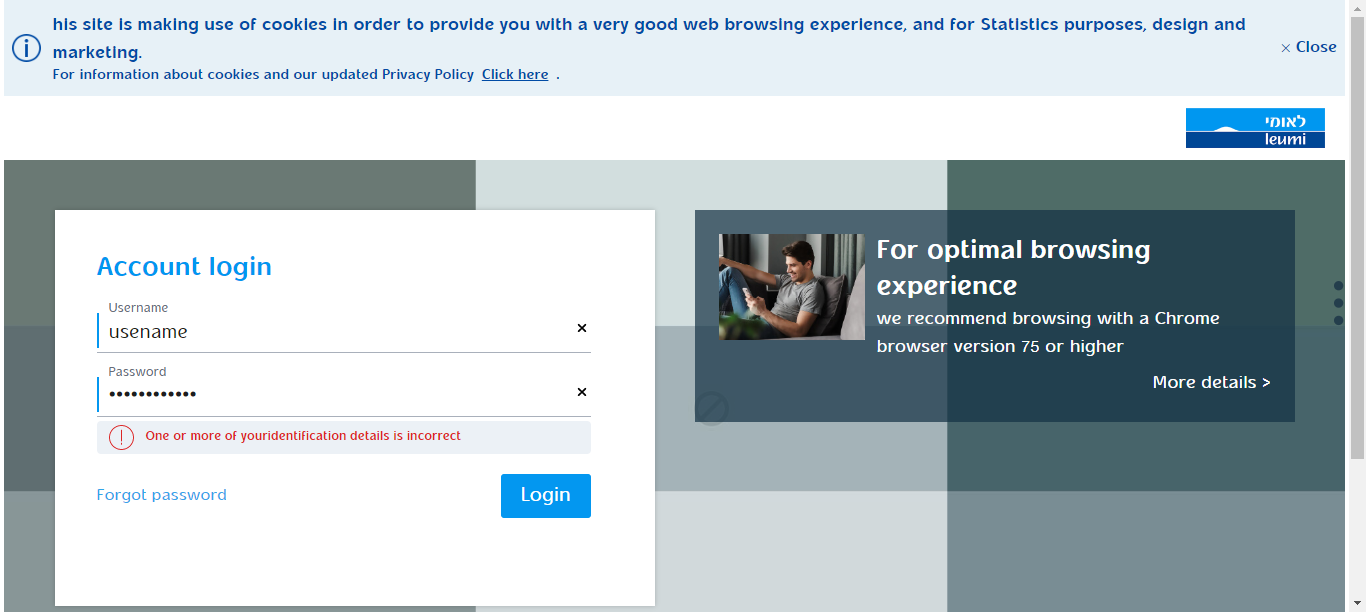 his site is making use of cookies in order to provide you with a very good web browsing experience, and for Statistics purposes, design and
marketing.
For information about cookies and our updated Privacy Policy Click here .
× Close
לאומי
leumi
Account login
Username
usename
Password
••••••••••••
One or more of youridentification details is incorrect
Forgot password
Login
For optimal browsing
experience
we recommend browsing with a Chrome
browser version 75 or higher
More details >